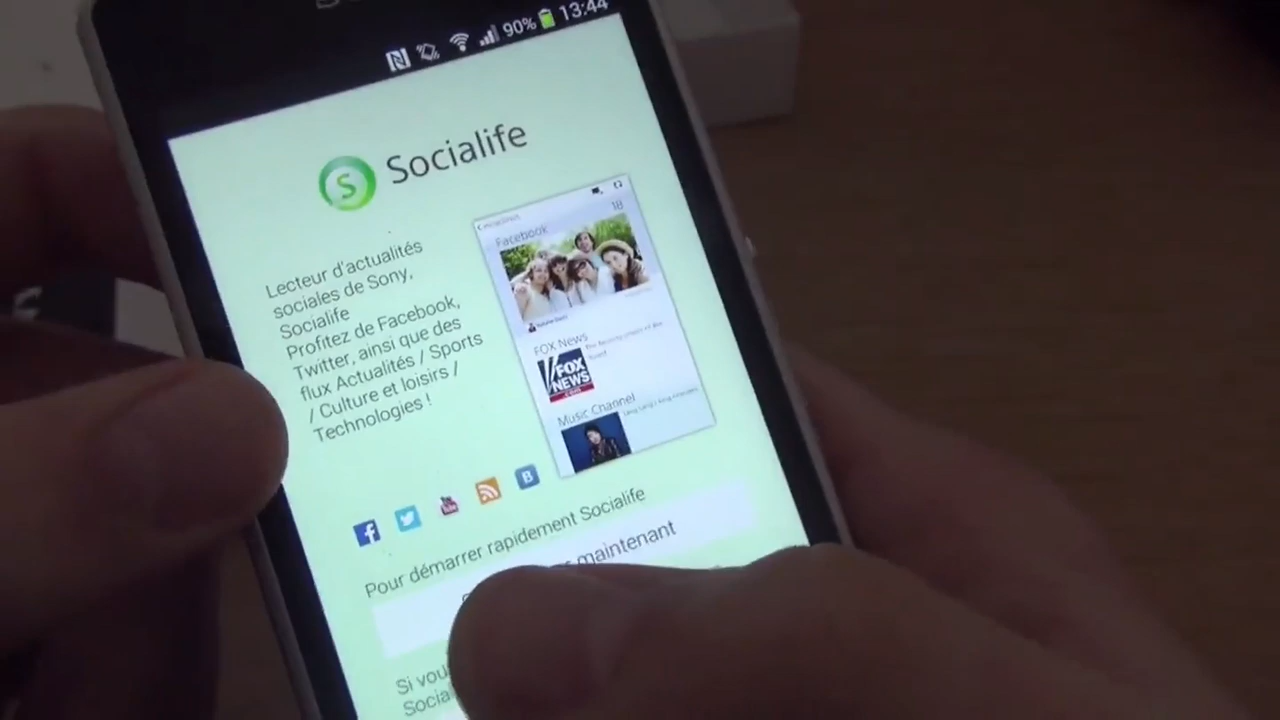 90% 13:44
Socialife
S
Lecteur d'actualités
sociales de Sony,
Socialife
Profitez de Facebook,
Twitter, ainsi que des
flux Actualités / Sports
/ Culture et loisirs /
Technologies !
18
Facebook
FOX News
FOX
NEWS
Music Channel
f
You
B
Pour démarrer rapidement Socialife
maintenant
Si vou
Socia